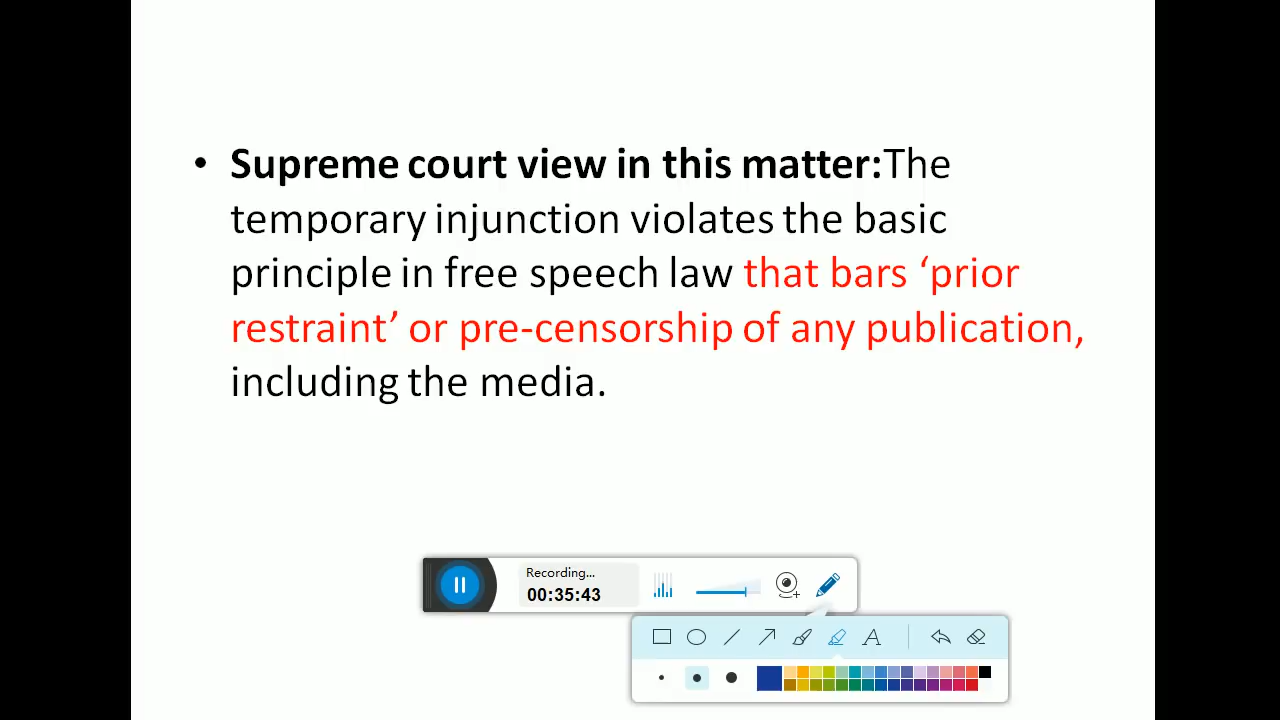 • Supreme court view in this matter:The
temporary injunction violates the basic
principle in free speech law that bars ‘prior
restraint’ or pre-censorship of any publication,
including the media.
Recording...
00:35:43
A